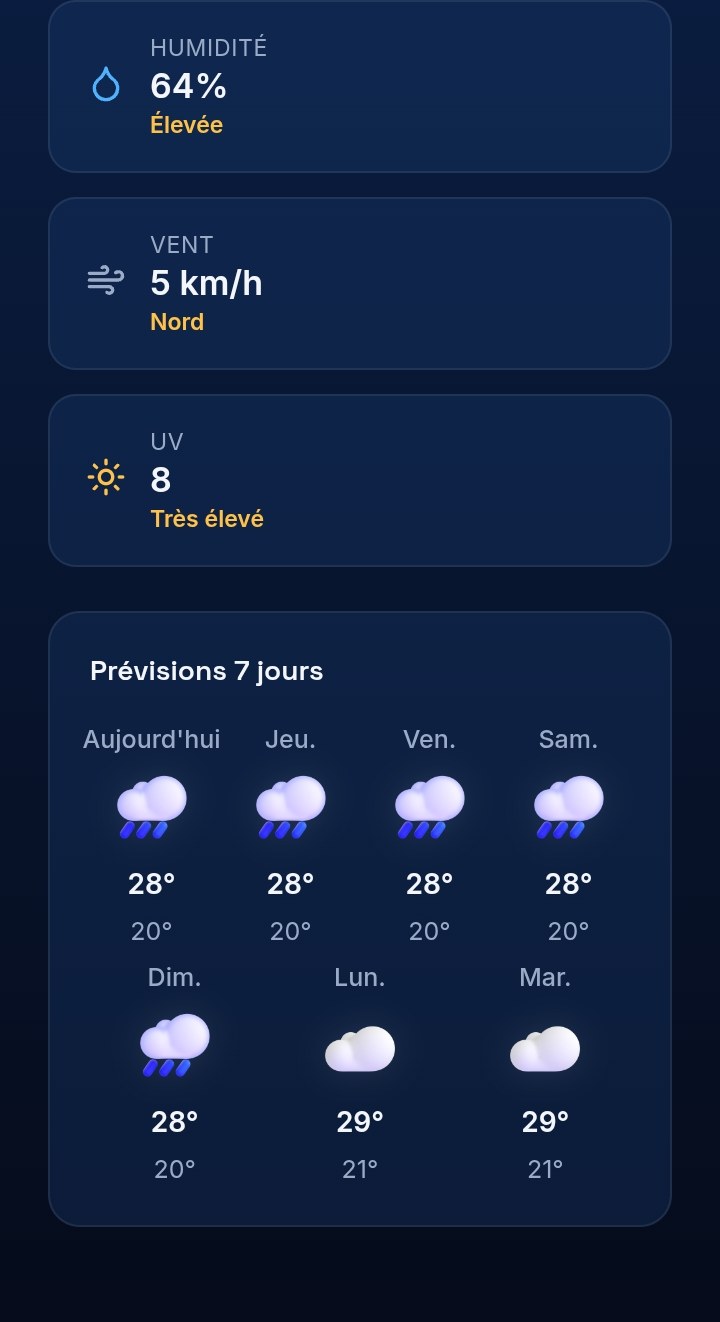 HUMIDITÉ
64%
Élevée
VENT
5 km/h
Nord
UV
8
Très élevé
Prévisions 7 jours
Aujourd'hui Jeu. Ven. Sam.
28° 28° 28° 28°
20° 20° 20° 20°
Dim. Lun. Mar.
28° 29° 29°
20° 21° 21°